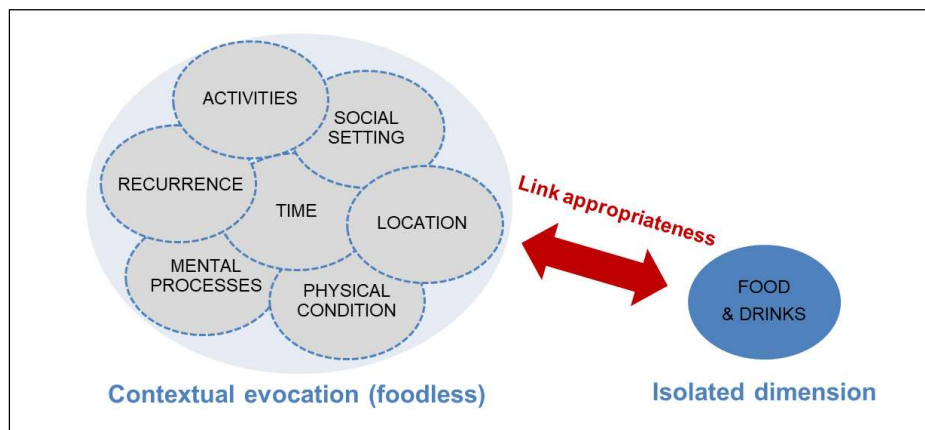 ACTIVITIES
SOCIAL
SETTING
RECURRENCE
TIME
LOCATION
MENTAL
PROCESSES
PHYSICAL
CONDITION
Link appropriateness
FOOD
& DRINKS
Contextual evocation (foodless)
Isolated dimension